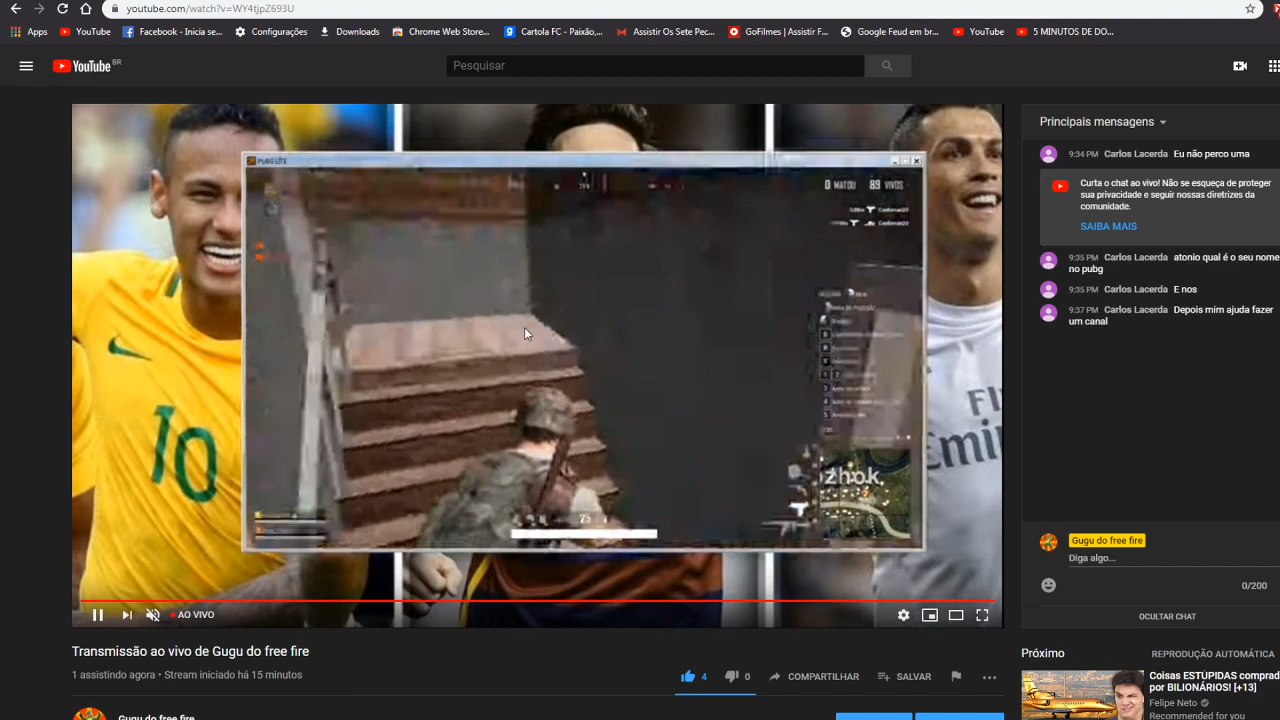 youtube.com/watch?v=WY4tjpZ693U
Apps YouTube Facebook - Inicia se... Configurações Downloads Chrome Web Store... Cartola FC - Paixão,... Assistir Os Sete Pec... GoFilmes | Assistir F... Google Feud em br... YouTube 5 MINUTOS DE DO...
YouTube BR
Pesquisar
PUBG LITE
0 MATOU 89 VIVOS
zhok
10
Principais mensagens
9:34 PM Carlos Lacerda Eu não perco uma
Curta o chat ao vivo! Não se esqueça de proteger
sua privacidade e seguir nossas diretrizes da
comunidade.
SAIBA MAIS
9:35 PM Carlos Lacerda atonio qual é o seu nome
no pubg
9:35 PM Carlos Lacerda E nos
9:37 PM Carlos Lacerda Depois mim ajuda fazer
um canal
Gugu do free fire
Diga algo...
0/200
OCULTAR CHAT
AO VIVO
Transmissão ao vivo de Gugu do free fire
1 assistindo agora • Stream iniciado há 15 minutos
4 0 COMPARTILHAR SALVAR
Gugu do free fire
Próximo REPRODUÇÃO AUTOMÁTICA
Coisas ESTÚPIDAS comprad
por BILIONÁRIOS! [+13]
Felipe Neto
Recommended for you